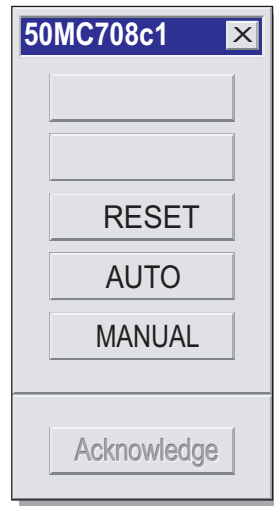 50MC708c1
RESET
AUTO
MANUAL
Acknowledge